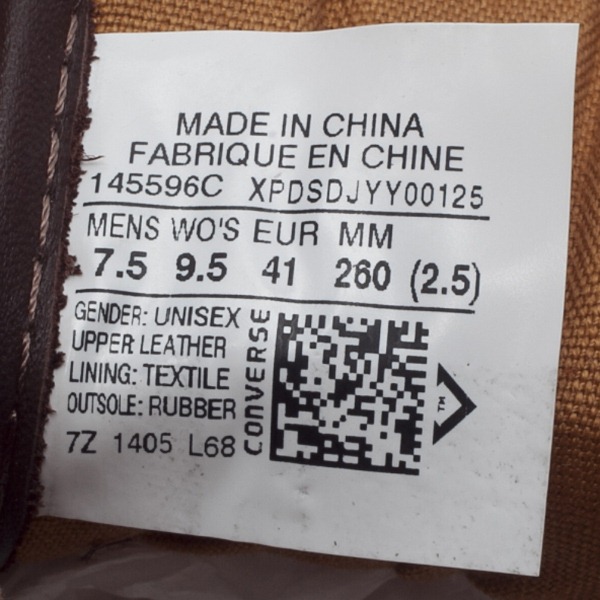 MADE IN CHINA
FABRIQUE EN CHINE
145596C XPDSDJYY00125
MENS WO'S EUR MM
7.5 9.5 41 260 (2.5)
GENDER: UNISEX
UPPER LEATHER
LINING: TEXTILE
OUTSOLE: RUBBER
7Z 1405 L68
CONVERSE
TM